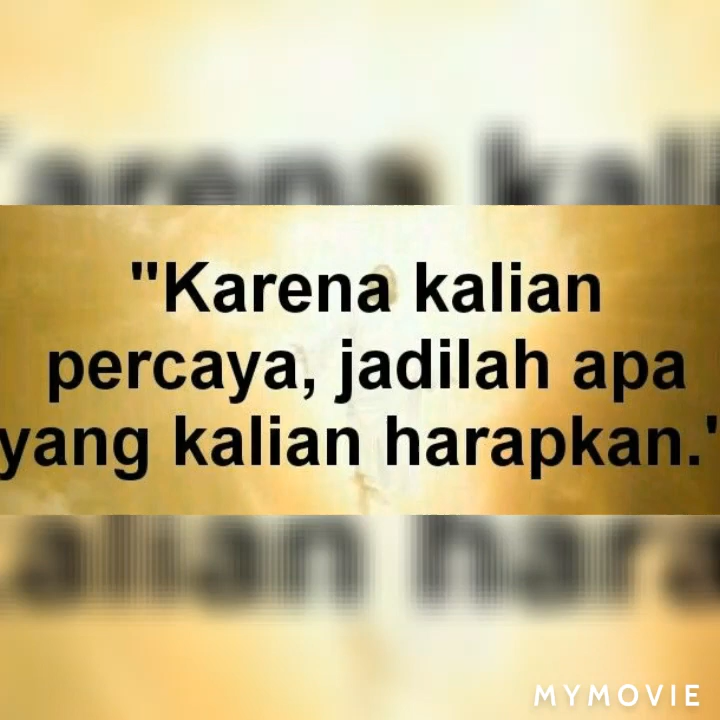 "Karena kalian
percaya, jadilah apa
yang kalian harapkan."
MYMOVIE